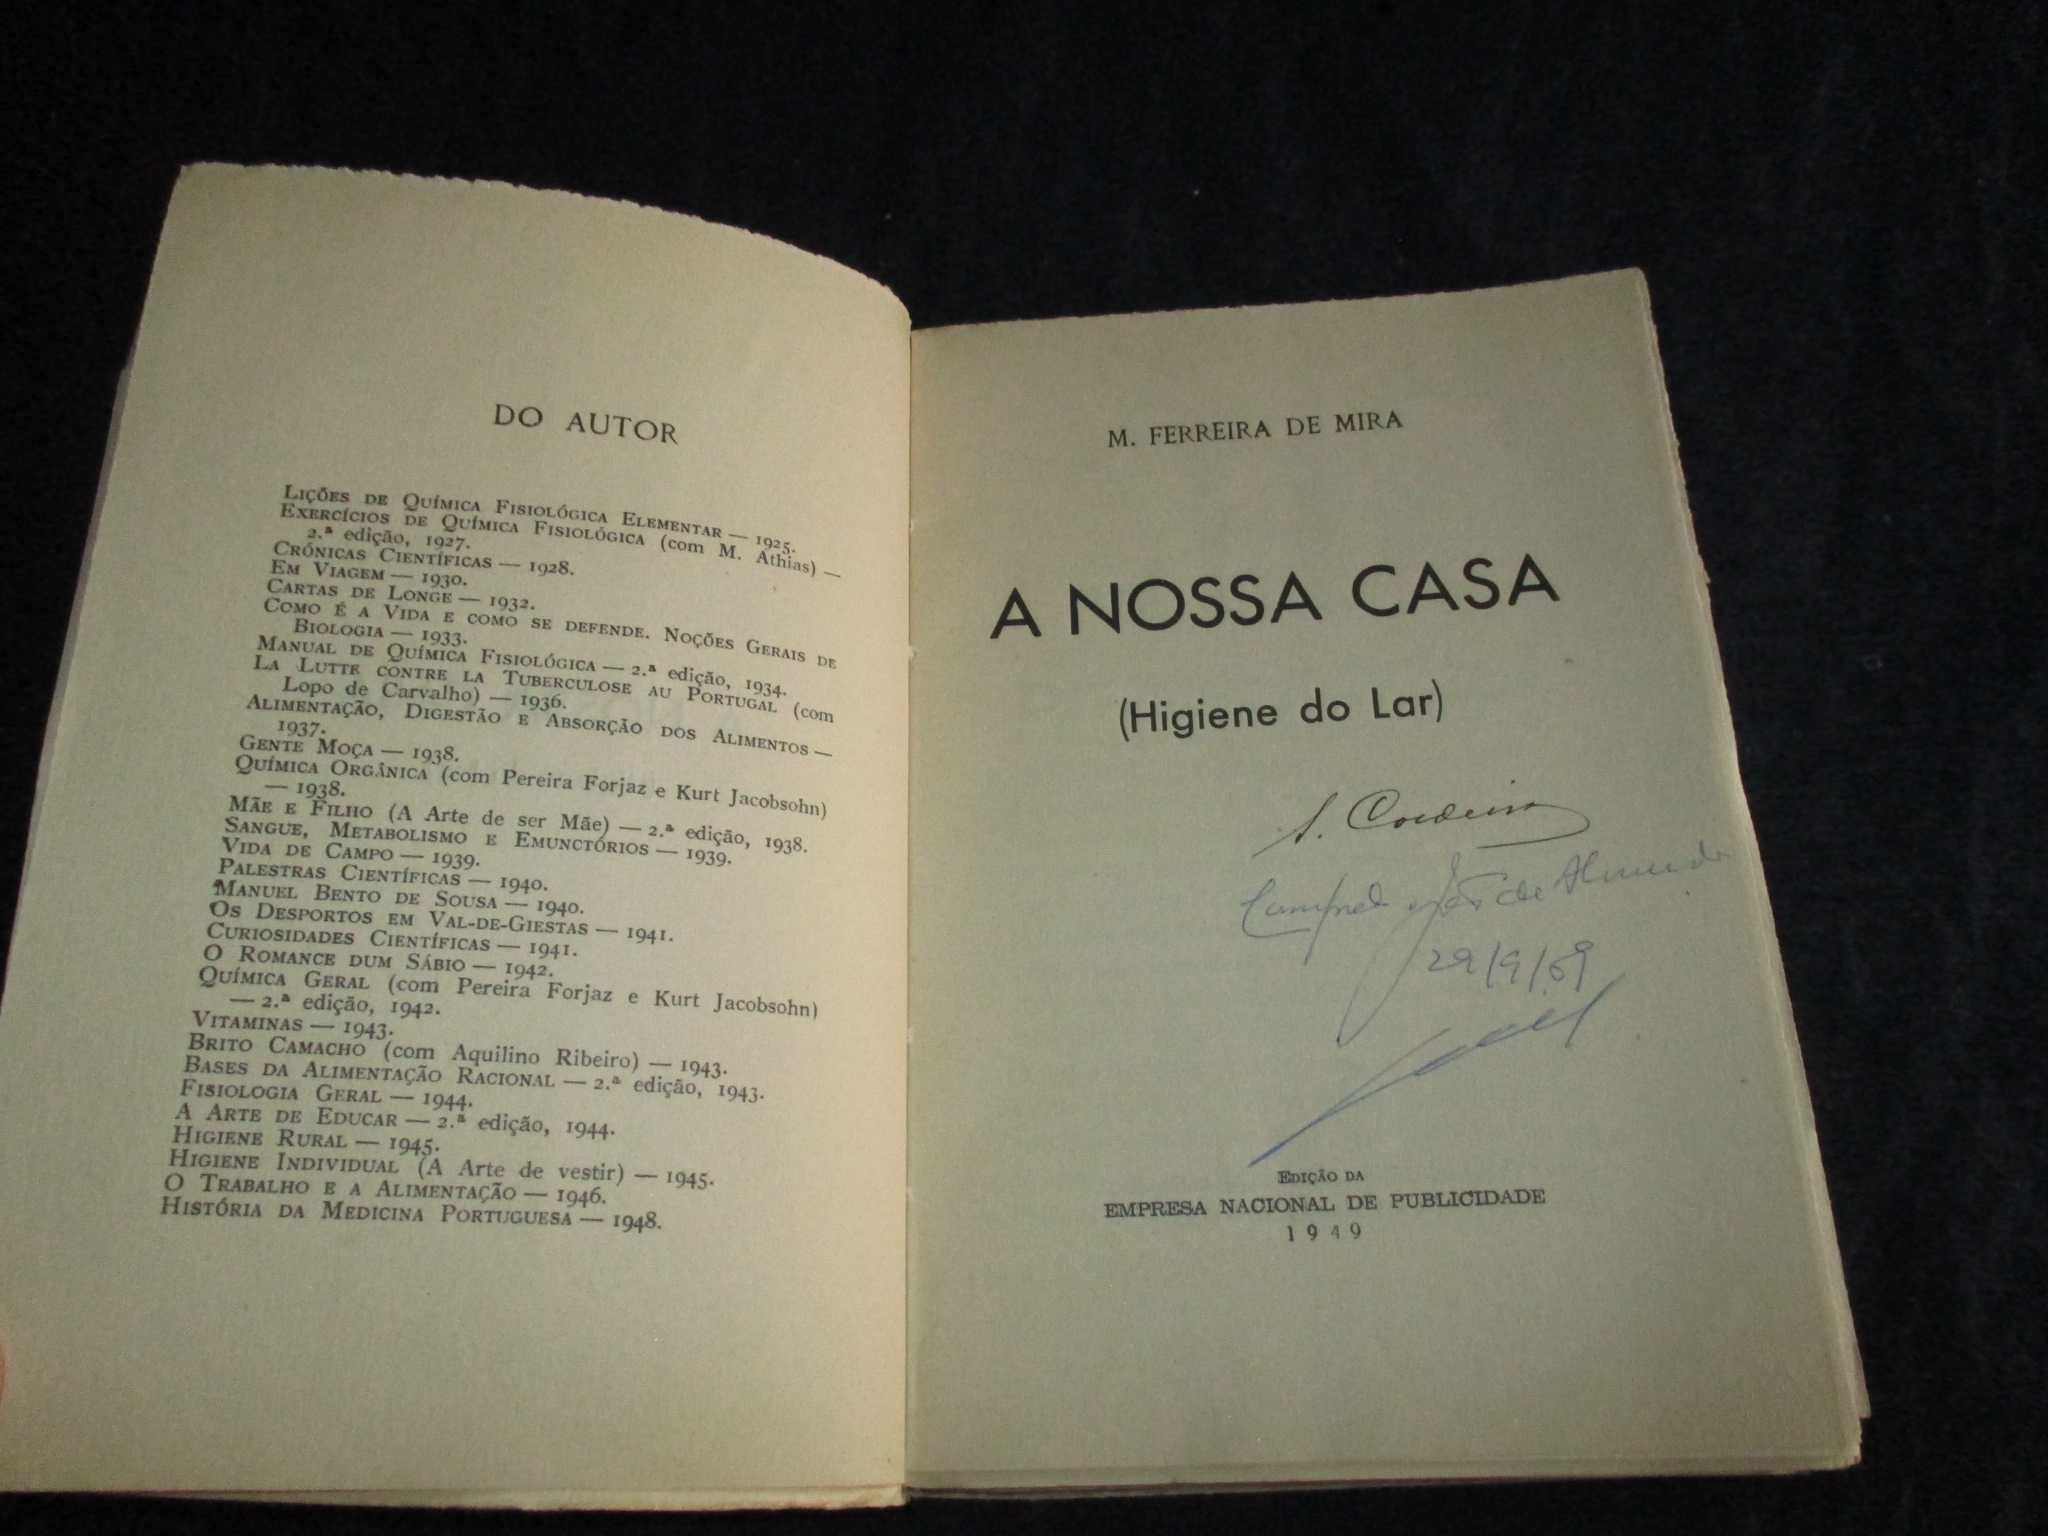 DO AUTOR
LIÇÕES DE QUÍMICA FISIOLÓGICA ELEMENTAR — 1925.
EXERCÍCIOS DE QUÍMICA FISIOLÓGICA (com M. Athias) —
2.ª edição, 1927.
CRÓNICAS CIENTÍFICAS — 1928.
EM VIAGEM — 1930.
CARTAS DE LONGE — 1932.
COMO É A VIDA E COMO SE DEFENDE. NOÇÕES GERAIS DE
BIOLOGIA — 1933.
MANUAL DE QUÍMICA FISIOLÓGICA — 2.ª edição, 1934.
LA LUTTE CONTRE LA TUBERCULOSE AU PORTUGAL (com
Lopo de Carvalho) — 1936.
ALIMENTAÇÃO, DIGESTÃO E ABSORÇÃO DOS ALIMENTOS —
1937.
GENTE MOÇA — 1938.
QUÍMICA ORGÂNICA (com Pereira Forjaz e Kurt Jacobsohn)
— 1938.
MÃE E FILHO (A Arte de ser Mãe) — 2.ª edição, 1938.
SANGUE, METABOLISMO E EMUNCTÓRIOS — 1939.
VIDA DE CAMPO — 1939.
PALESTRAS CIENTÍFICAS — 1940.
MANUEL BENTO DE SOUSA — 1940.
OS DESPORTOS EM VAL-DE-GIESTAS — 1941.
CURIOSIDADES CIENTÍFICAS — 1941.
O ROMANCE DUM SÁBIO — 1942.
QUÍMICA GERAL (com Pereira Forjaz e Kurt Jacobsohn)
— 2.ª edição, 1942.
VITAMINAS — 1943.
BRITO CAMACHO (com Aquilino Ribeiro) — 1943.
BASES DA ALIMENTAÇÃO RACIONAL — 2.ª edição, 1943.
FISIOLOGIA GERAL — 1944.
A ARTE DE EDUCAR — 2.ª edição, 1944.
HIGIENE RURAL — 1945.
HIGIENE INDIVIDUAL (A Arte de vestir) — 1945.
O TRABALHO E A ALIMENTAÇÃO — 1946.
HISTÓRIA DA MEDICINA PORTUGUESA — 1948.
M. FERREIRA DE MIRA
A NOSSA CASA
(Higiene do Lar)
Cordeiro
de Almeida
29/9/69
EDIÇÃO DA
EMPRESA NACIONAL DE PUBLICIDADE
1949